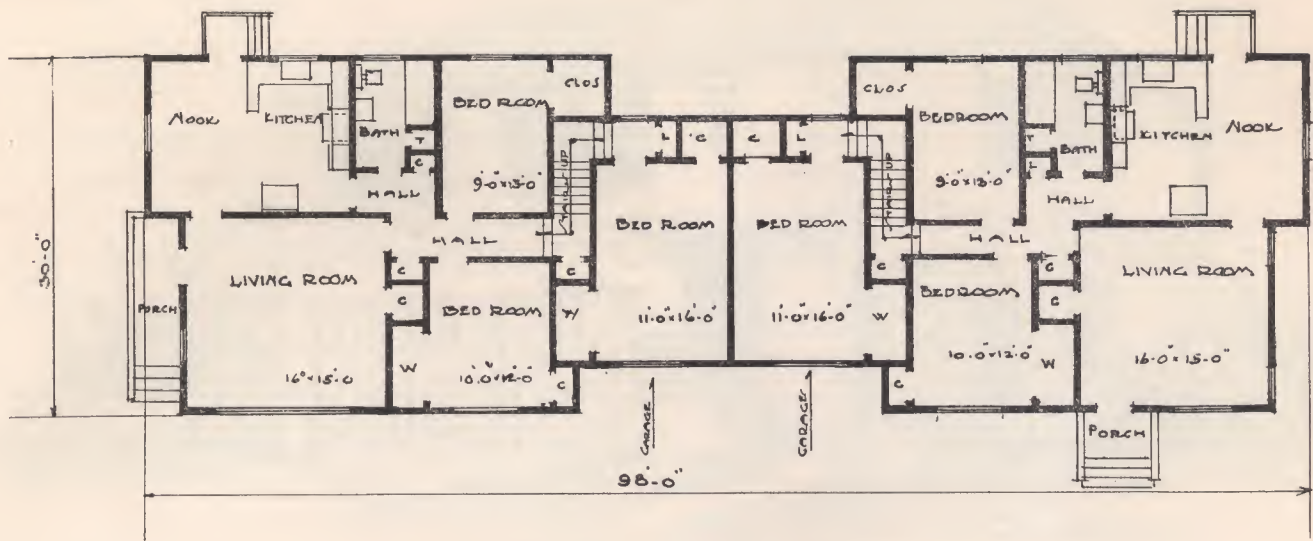 NOOK
KITCHEN
BATH
T
C
HALL
BED ROOM
9'-0"x13'-0"
CLOS
STAIRS UP
L
C
C
L
CLOS
BEDROOM
9'-0"x13'-0"
T
L
BATH
KITCHEN
NOOK
HALL
HALL
BED ROOM
BED ROOM
HALL
HALL
30'-0"
PORCH
LIVING ROOM
16'x15'-0
C
C
W
BED ROOM
10'-0"x12'-0"
C
W
C
11'-0"x16'-0"
11'-0"x16'-0"
C
W
BEDROOM
10'-0"x12'-0"
C
C
C
W
LIVING ROOM
16'-0"x15'-0"
PORCH
GARAGE
GARAGE
98'-0"